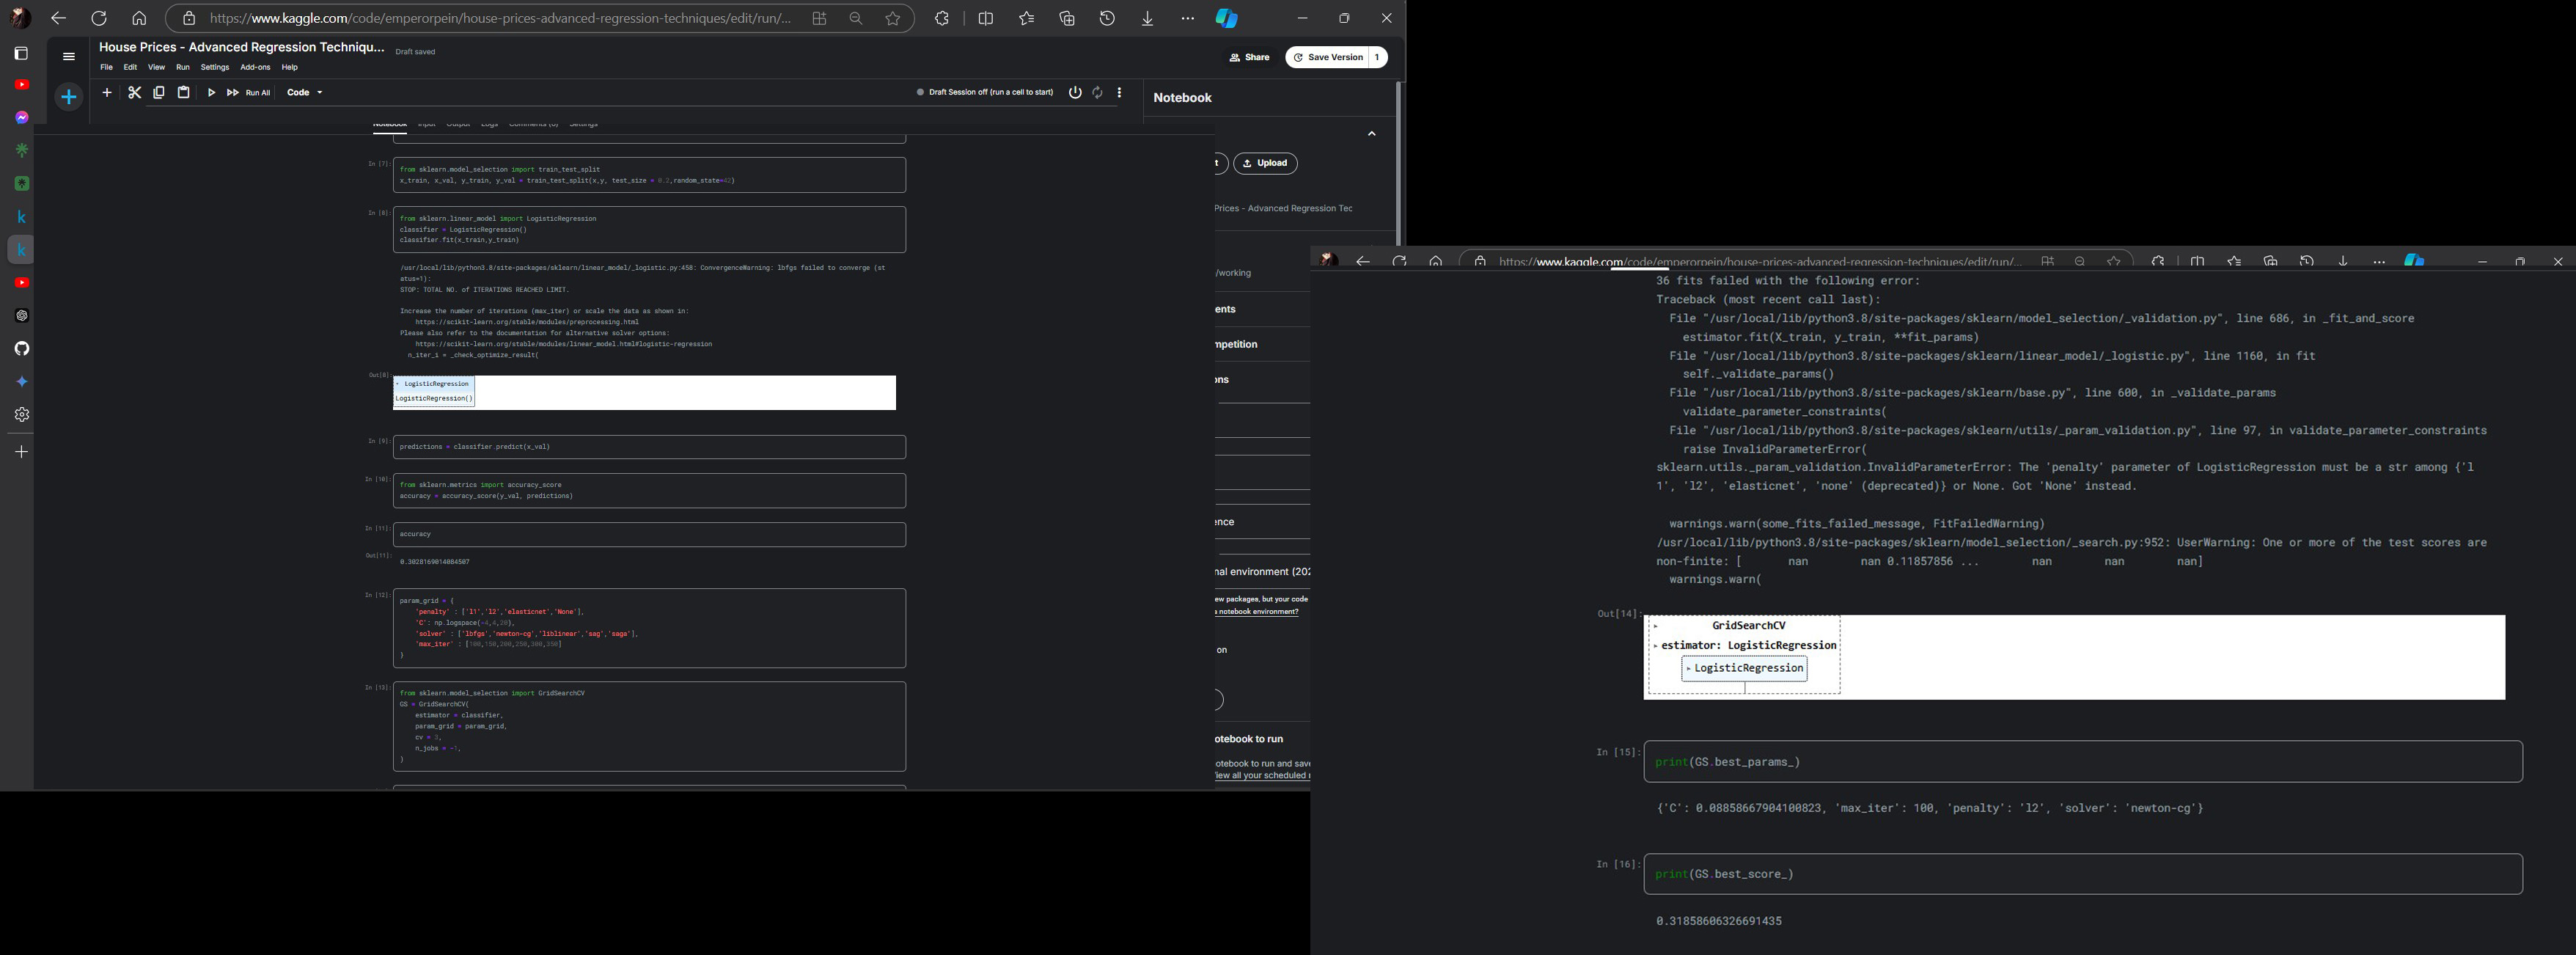 https://www.kaggle.com/code/emperorpein/house-prices-advanced-regression-techniques/edit/run/...
House Prices - Advanced Regression Techniqu...
Draft saved
File Edit View Run Settings Add-ons Help
Share
Save Version 1
Run All
Code
Draft Session off (run a cell to start)
Notebook
Notebook Input Output Logs Comments (0) Settings
t
Upload
Prices - Advanced Regression Tec
/working
ents
mpetition
ons
ence
nal environment (202
ew packages, but your code
a notebook environment?
on
otebook to run
otebook to run and save
iew all your scheduled
In [7]:
from sklearn.model_selection import train_test_split
x_train, x_val, y_train, y_val = train_test_split(x,y, test_size = 0.2,random_state=42)
In [8]:
from sklearn.linear_model import LogisticRegression
classifier = LogisticRegression()
classifier.fit(x_train,y_train)
/usr/local/lib/python3.8/site-packages/sklearn/linear_model/_logistic.py:458: ConvergenceWarning: lbfgs failed to converge (st
atus=1):
STOP: TOTAL NO. of ITERATIONS REACHED LIMIT.
Increase the number of iterations (max_iter) or scale the data as shown in:
https://scikit-learn.org/stable/modules/preprocessing.html
Please also refer to the documentation for alternative solver options:
https://scikit-learn.org/stable/modules/linear_model.html#logistic-regression
n_iter_i = _check_optimize_result(
Out[8]:
LogisticRegression
LogisticRegression()
In [9]:
predictions = classifier.predict(x_val)
In [10]:
from sklearn.metrics import accuracy_score
accuracy = accuracy_score(y_val, predictions)
In [11]:
accuracy
Out[11]:
0.3028169014084507
In [12]:
param_grid = {
'penalty' : ['l1','l2','elasticnet','None'],
'C': np.logspace(-4,4,20),
'solver' : ['lbfgs','newton-cg','liblinear','sag','saga'],
'max_iter' : [100,150,200,250,300,350]
}
In [13]:
from sklearn.model_selection import GridSearchCV
GS = GridSearchCV(
estimator = classifier,
param_grid = param_grid,
cv = 3,
n_jobs = -1,
)
https://www.kaggle.com/code/emperorpein/house-prices-advanced-regression-techniques/edit/run/...
36 fits failed with the following error:
Traceback (most recent call last):
File "/usr/local/lib/python3.8/site-packages/sklearn/model_selection/_validation.py", line 686, in _fit_and_score
estimator.fit(X_train, y_train, **fit_params)
File "/usr/local/lib/python3.8/site-packages/sklearn/linear_model/_logistic.py", line 1160, in fit
self._validate_params()
File "/usr/local/lib/python3.8/site-packages/sklearn/base.py", line 600, in _validate_params
validate_parameter_constraints(
File "/usr/local/lib/python3.8/site-packages/sklearn/utils/_param_validation.py", line 97, in validate_parameter_constraints
raise InvalidParameterError(
sklearn.utils._param_validation.InvalidParameterError: The 'penalty' parameter of LogisticRegression must be a str among {'l
1', 'l2', 'elasticnet', 'none' (deprecated)} or None. Got 'None' instead.
warnings.warn(some_fits_failed_message, FitFailedWarning)
/usr/local/lib/python3.8/site-packages/sklearn/model_selection/_search.py:952: UserWarning: One or more of the test scores are
non-finite: [ nan nan 0.11857856 ... nan nan nan]
warnings.warn(
Out[14]:
GridSearchCV
estimator: LogisticRegression
LogisticRegression
In [15]:
print(GS.best_params_)
{'C': 0.08858667904100823, 'max_iter': 100, 'penalty': 'l2', 'solver': 'newton-cg'}
In [16]:
print(GS.best_score_)
0.31858606326691435